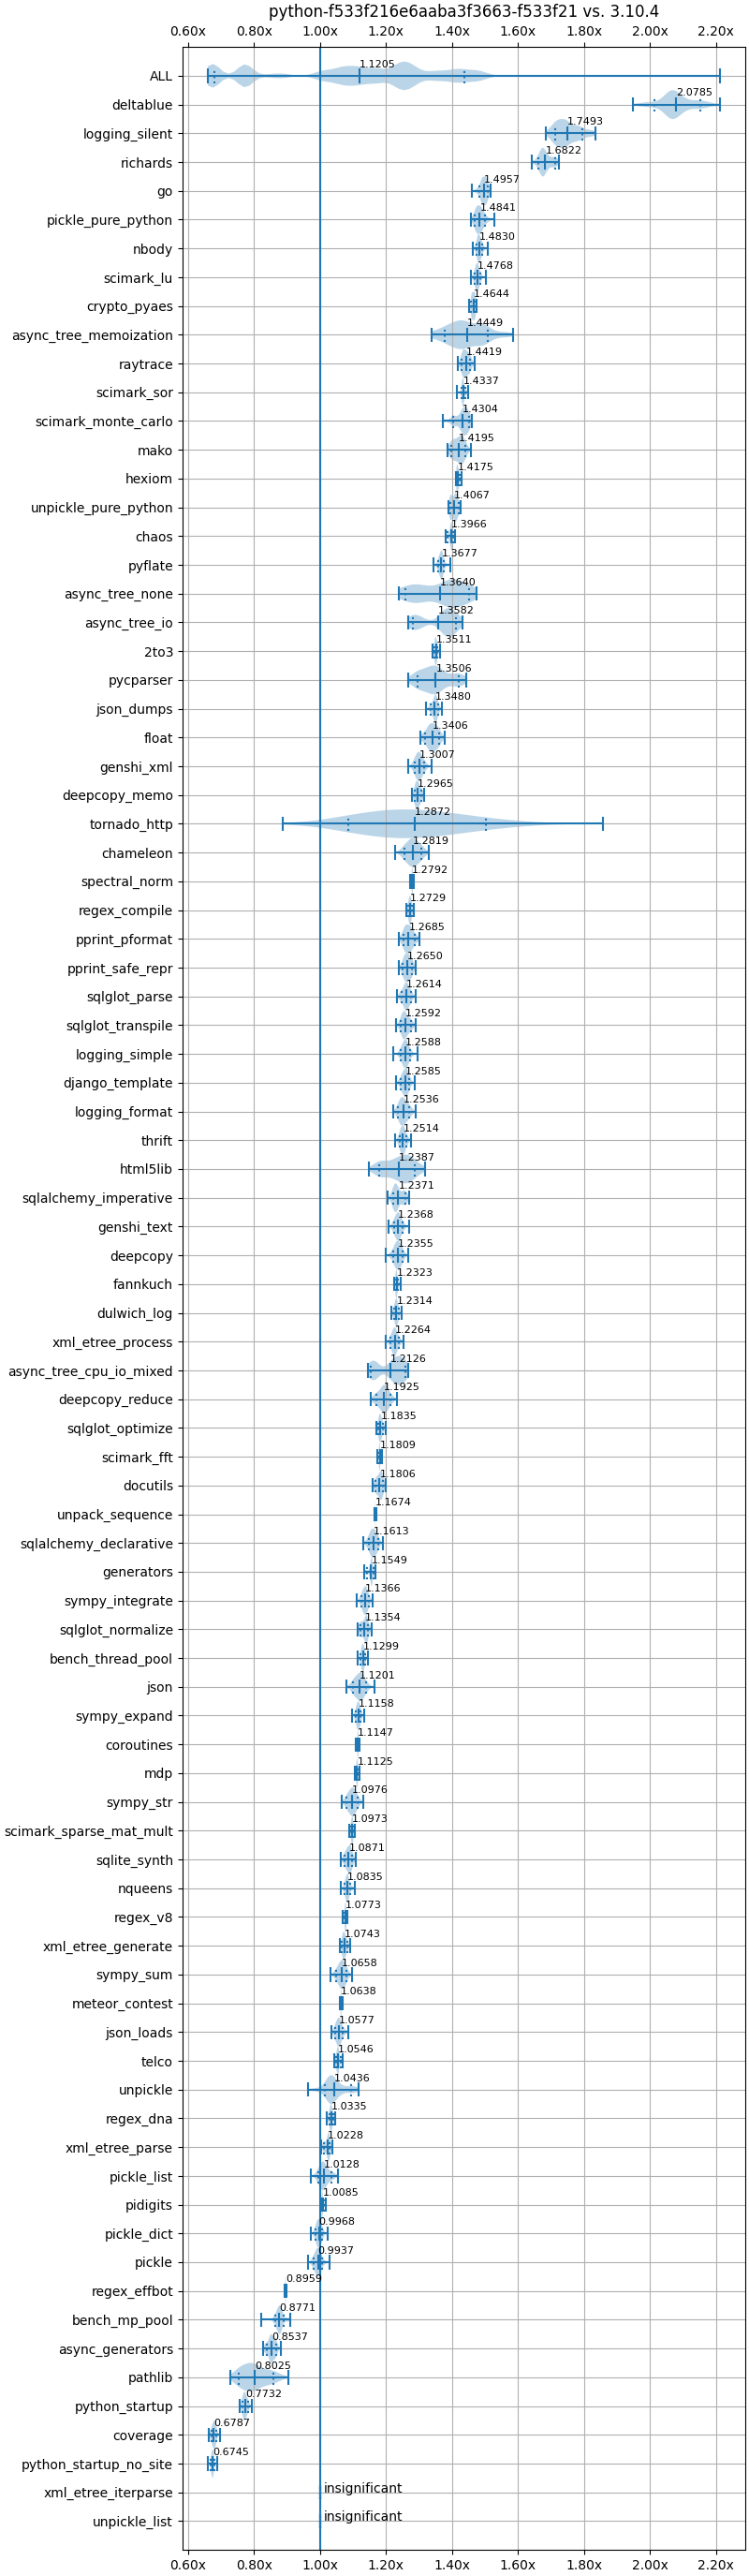 python-f533f216e6aaba3f3663-f533f21 vs. 3.10.4
0.60x 0.80x 1.00x 1.20x 1.40x 1.60x 1.80x 2.00x 2.20x
ALL 1.1205
deltablue 2.0785
logging_silent 1.7493
richards 1.6822
go 1.4957
pickle_pure_python 1.4841
nbody 1.4830
scimark_lu 1.4768
crypto_pyaes 1.4644
async_tree_memoization 1.4449
raytrace 1.4419
scimark_sor 1.4337
scimark_monte_carlo 1.4304
mako 1.4195
hexiom 1.4175
unpickle_pure_python 1.4067
chaos 1.3966
pyflate 1.3677
async_tree_none 1.3640
async_tree_io 1.3582
2to3 1.3511
pycparser 1.3506
json_dumps 1.3480
float 1.3406
genshi_xml 1.3007
deepcopy_memo 1.2965
tornado_http 1.2872
chameleon 1.2819
spectral_norm 1.2792
regex_compile 1.2729
pprint_pformat 1.2685
pprint_safe_repr 1.2650
sqlglot_parse 1.2614
sqlglot_transpile 1.2592
logging_simple 1.2588
django_template 1.2585
logging_format 1.2536
thrift 1.2514
html5lib 1.2387
sqlalchemy_imperative 1.2371
genshi_text 1.2368
deepcopy 1.2355
fannkuch 1.2323
dulwich_log 1.2314
xml_etree_process 1.2264
async_tree_cpu_io_mixed 1.2126
deepcopy_reduce 1.1925
sqlglot_optimize 1.1835
scimark_fft 1.1809
docutils 1.1806
unpack_sequence 1.1674
sqlalchemy_declarative 1.1613
generators 1.1549
sympy_integrate 1.1366
sqlglot_normalize 1.1354
bench_thread_pool 1.1299
json 1.1201
sympy_expand 1.1158
coroutines 1.1147
mdp 1.1125
sympy_str 1.0976
scimark_sparse_mat_mult 1.0973
sqlite_synth 1.0871
nqueens 1.0835
regex_v8 1.0773
xml_etree_generate 1.0743
sympy_sum 1.0658
meteor_contest 1.0638
json_loads 1.0577
telco 1.0546
unpickle 1.0436
regex_dna 1.0335
xml_etree_parse 1.0228
pickle_list 1.0128
pidigits 1.0085
pickle_dict 0.9968
pickle 0.9937
regex_effbot 0.8959
bench_mp_pool 0.8771
async_generators 0.8537
pathlib 0.8025
python_startup 0.7732
coverage 0.6787
python_startup_no_site 0.6745
xml_etree_iterparse insignificant
unpickle_list insignificant
0.60x 0.80x 1.00x 1.20x 1.40x 1.60x 1.80x 2.00x 2.20x